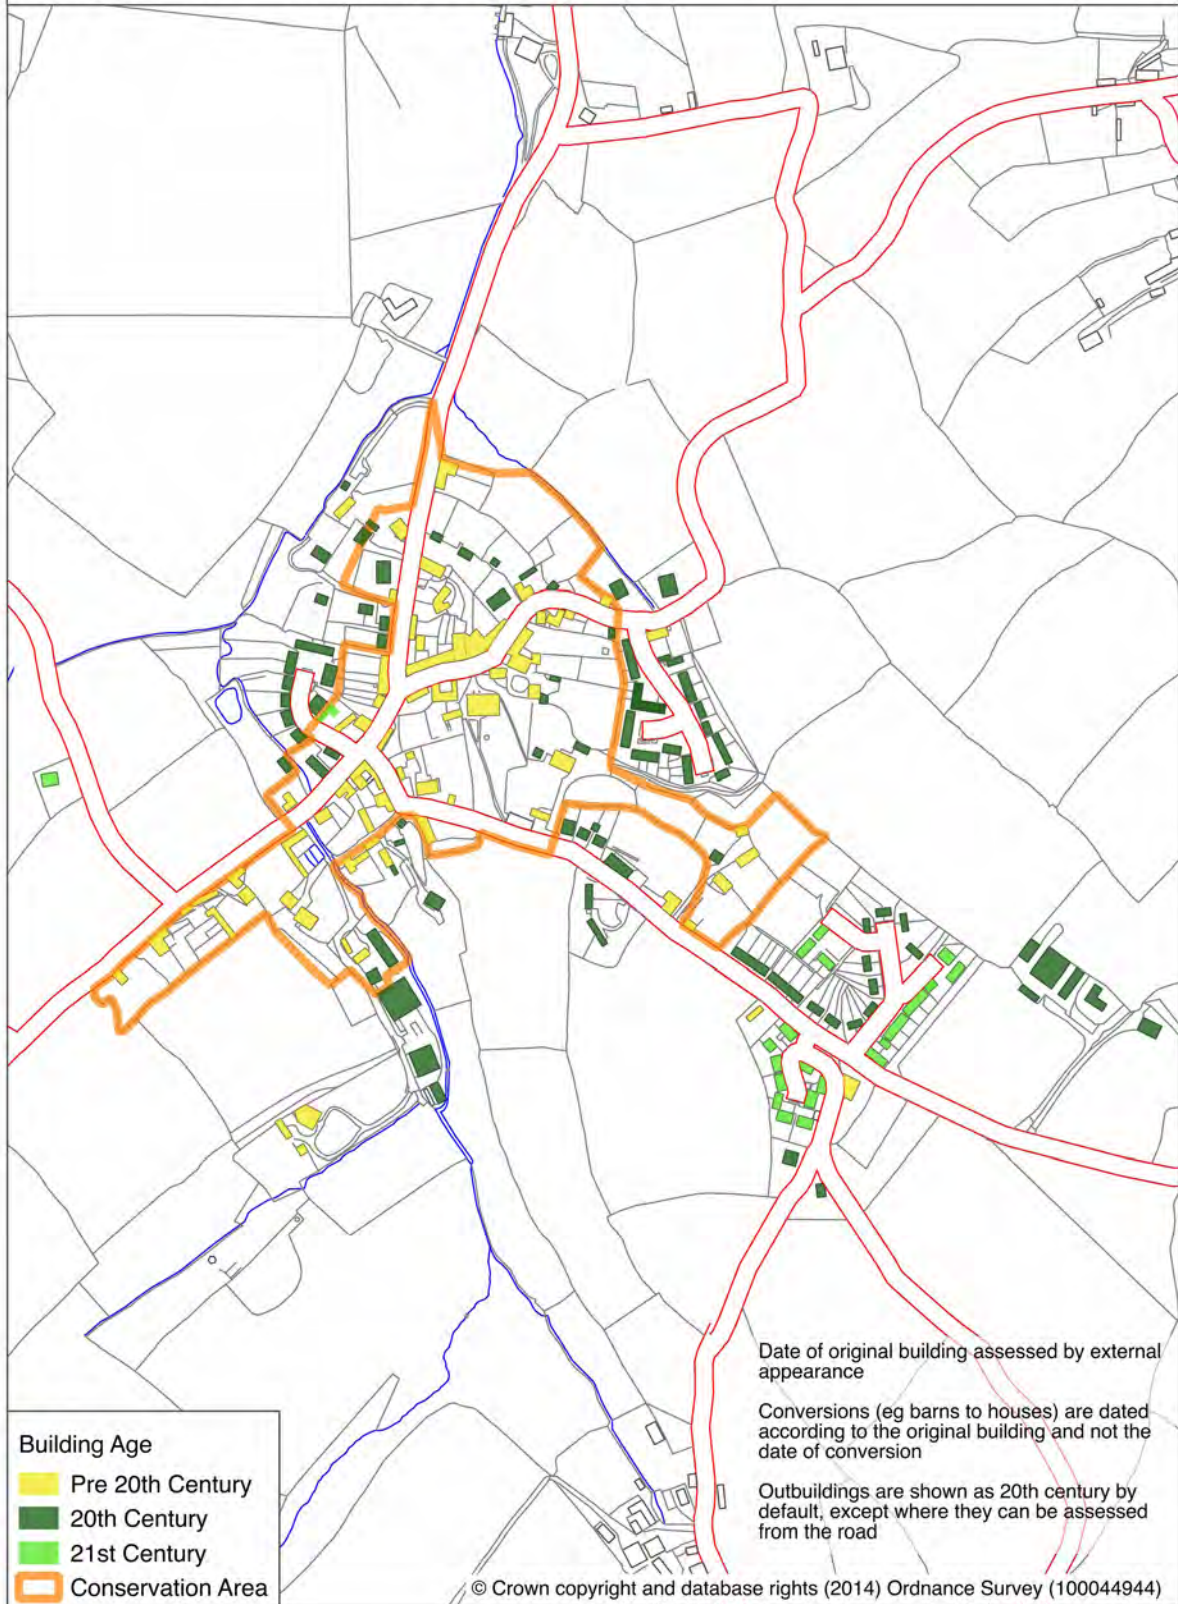 Date of original building assessed by external
appearance
Conversions (eg barns to houses) are dated
according to the original building and not the
date of conversion
Outbuildings are shown as 20th century by
default, except where they can be assessed
from the road
Building Age
Pre 20th Century
20th Century
21st Century
Conservation Area
© Crown copyright and database rights (2014) Ordnance Survey (100044944)